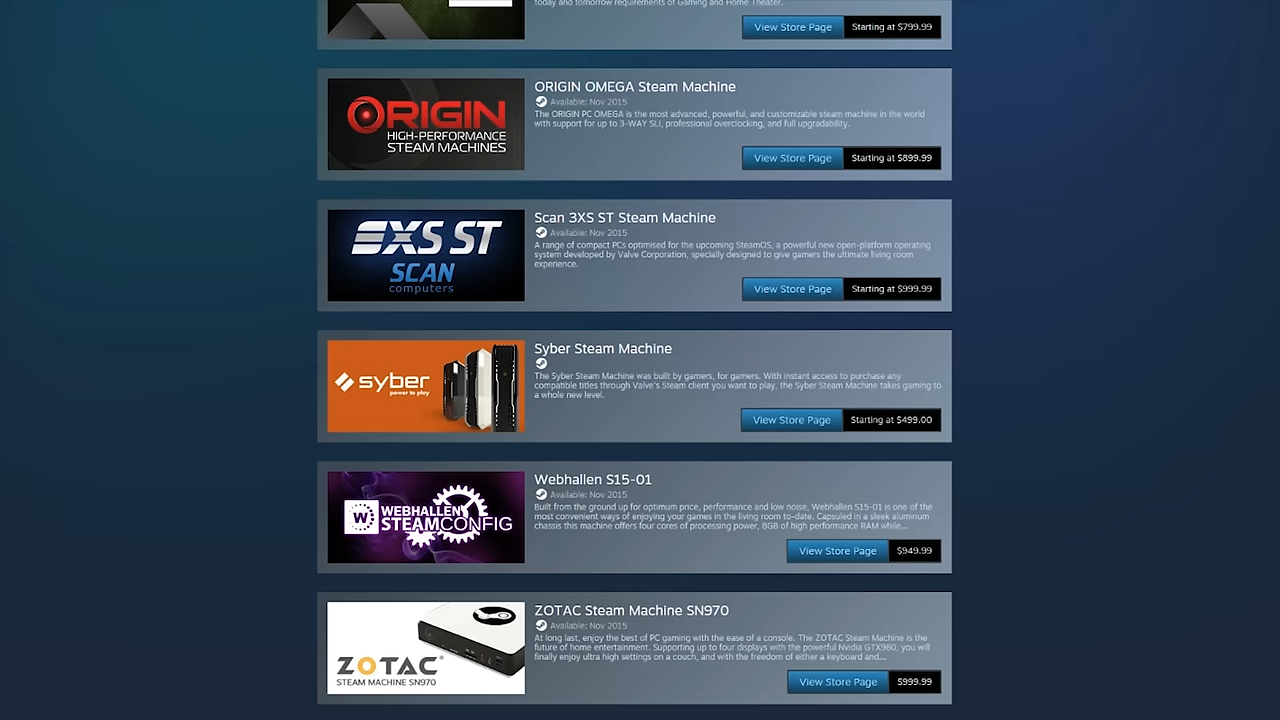 today and tomorrow requirements of Gaming and Home Theater.
View Store Page
Starting at $799.99
ORIGIN
HIGH-PERFORMANCE
STEAM MACHINES
ORIGIN OMEGA Steam Machine
Available: Nov 2015
The ORIGIN PC OMEGA is the most advanced, powerful, and customizable steam machine in the world
with support for up to 3-WAY SLI, professional overclocking, and full upgradability.
View Store Page
Starting at $899.99
3XS ST
SCAN
computers
Scan 3XS ST Steam Machine
Available: Nov 2015
A range of compact PCs optimised for the upcoming SteamOS, a powerful new open-platform operating
system developed by Valve Corporation, specially designed to give gamers the ultimate living room
experience.
View Store Page
Starting at $999.99
syber
power to play
Syber Steam Machine
The Syber Steam Machine was built by gamers, for gamers. With instant access to purchase any
compatible titles through Valve's Steam client you want to play, the Syber Steam Machine takes gaming to
a whole new level.
View Store Page
Starting at $499.00
W
WEBHALLEN
STEAMCONFIG
Webhallen S15-01
Available: Nov 2015
Built from the ground up for optimum price, performance and low noise, Webhallen S15-01 is one of the
most convenient ways of enjoying your games in the living room to-date. Capsuled in a sleek aluminum
chassis this machine offers four cores of processing power, 8GB of high performance RAM while...
View Store Page
$949.99
ZOTAC®
STEAM MACHINE SN970
ZOTAC Steam Machine SN970
Available: Nov 2015
At long last, enjoy the best of PC gaming with the ease of a console. The ZOTAC Steam Machine is the
future of home entertainment. Supporting up to four displays with the powerful Nvidia GTX960, you will
finally enjoy ultra high settings on a couch, and with the freedom of either a keyboard and...
View Store Page
$999.99